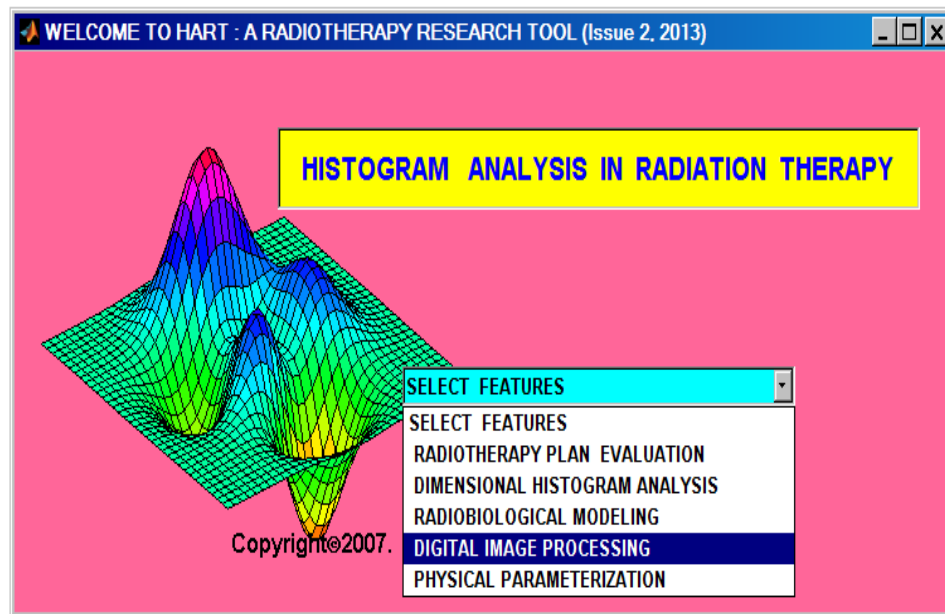 WELCOME TO HART : A RADIOTHERAPY RESEARCH TOOL (Issue 2, 2013)
HISTOGRAM ANALYSIS IN RADIATION THERAPY
SELECT FEATURES
SELECT FEATURES
RADIOTHERAPY PLAN EVALUATION
DIMENSIONAL HISTOGRAM ANALYSIS
RADIOBIOLOGICAL MODELING
DIGITAL IMAGE PROCESSING
PHYSICAL PARAMETERIZATION
Copyright©2007.